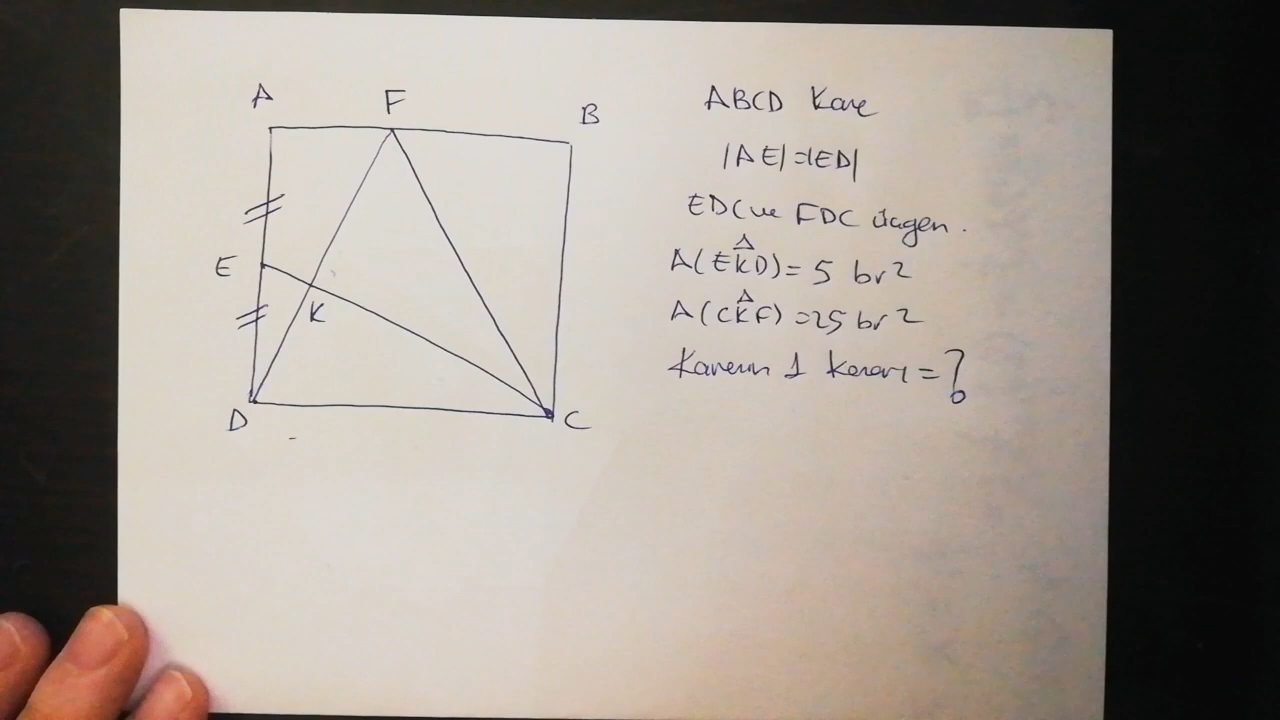 A F B
E
K
D C
ABCD Kare
|AE|=|ED|
EDC ve FDC üçgen.
A(EKD)= 5 br²
A(CKF)=25 br²
Karenin 1 kenarı=?